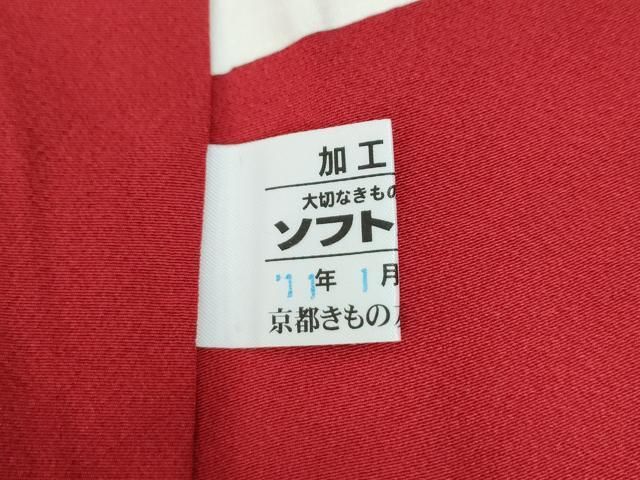 加工
大切なきもの
ソフト
'11年 1月
京都きもの